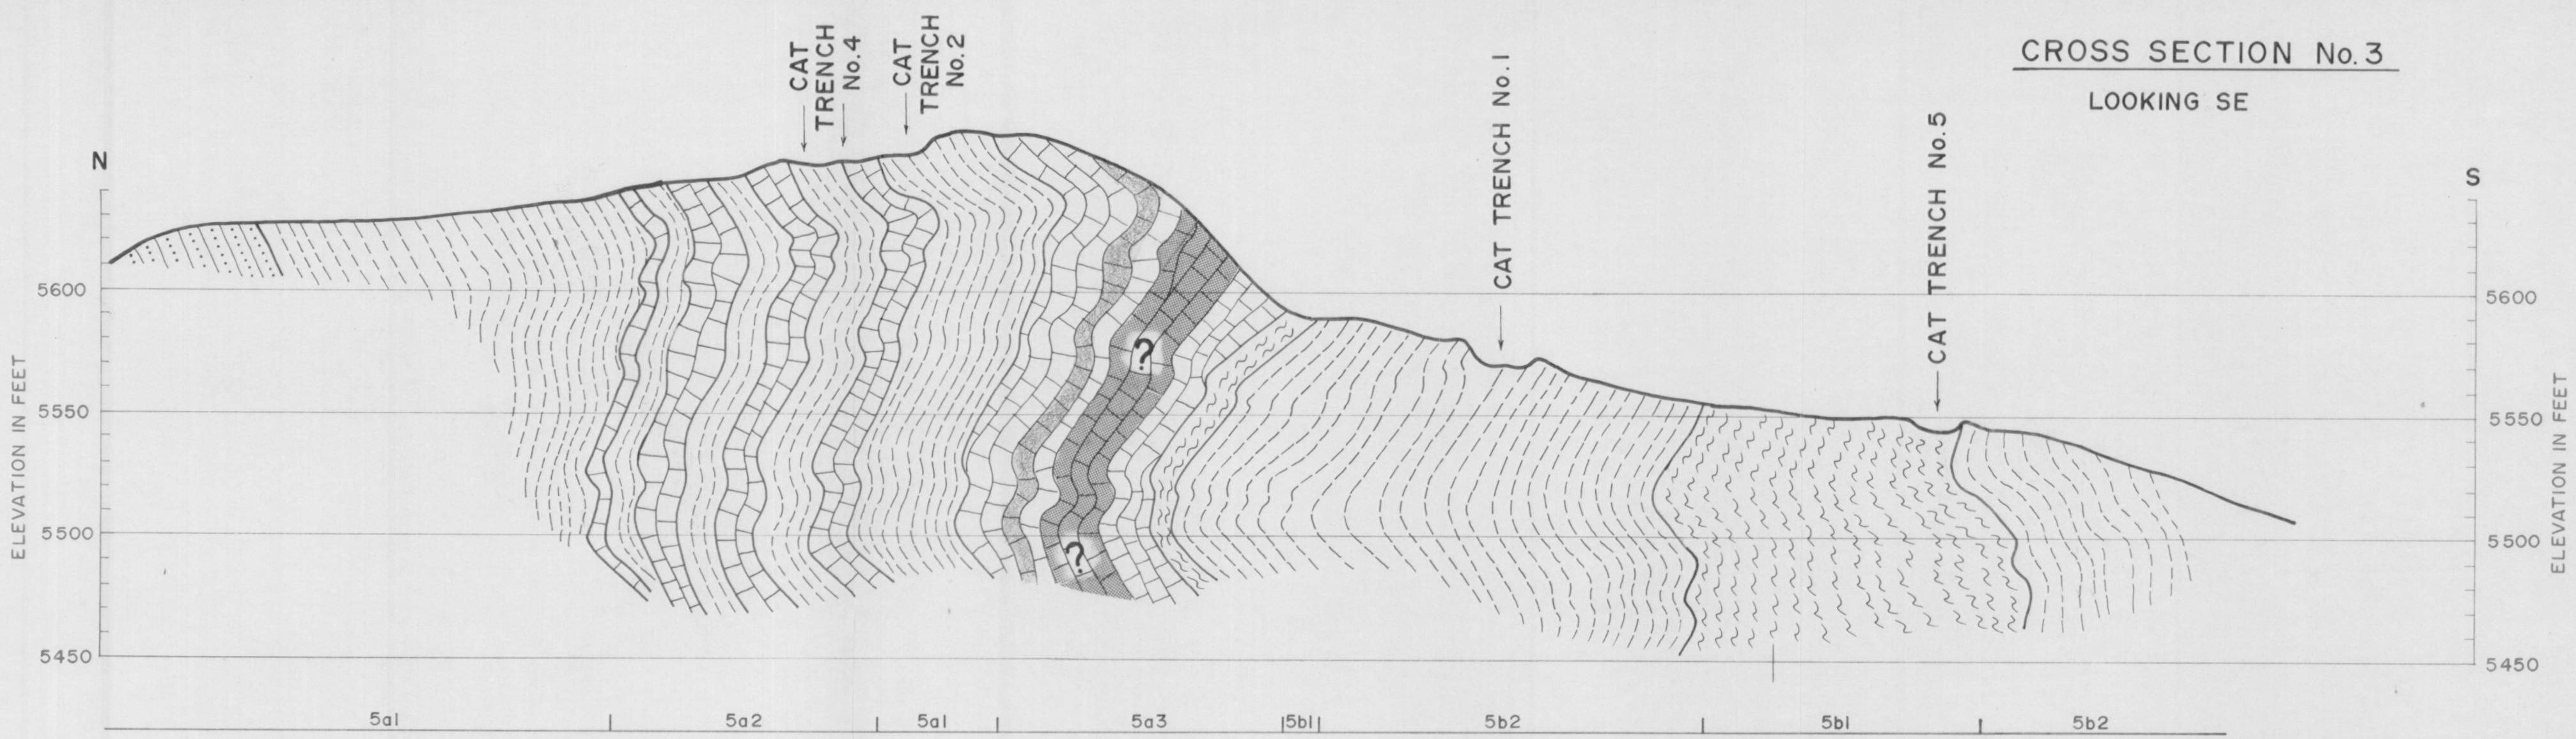 CROSS SECTION No. 3
LOOKING SE
CAT
TRENCH
No. 4
CAT
TRENCH
No. 2
CAT TRENCH No. 1
CAT TRENCH No. 5
N
S
5600
5600
?
ELEVATION IN FEET
ELEVATION IN FEET
5550
5550
5500
5500
?
5450
5450
5a1
5a2
5a1
5a3
5b1
5b2
5b1
5b2